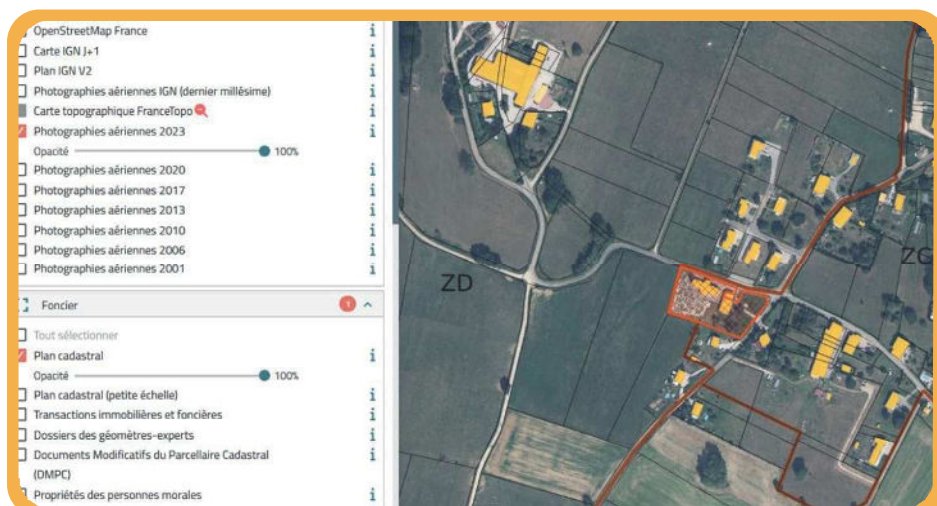 OpenStreetMap France i
Carte IGN J+1 i
Plan IGN V2 i
Photographies aériennes IGN (dernier millésime) i
Carte topographique FranceTopo i
Photographies aériennes 2023 i
Opacité 100%
Photographies aériennes 2020 i
Photographies aériennes 2017 i
Photographies aériennes 2013 i
Photographies aériennes 2010 i
Photographies aériennes 2006 i
Photographies aériennes 2001 i
Foncier 1
Tout sélectionner
Plan cadastral i
Opacité 100%
Plan cadastral (petite échelle) i
Transactions immobilières et foncières i
Dossiers des géomètres-experts i
Documents Modificatifs du Parcellaire Cadastral i
(DMPC)
Propriétés des personnes morales i
ZD